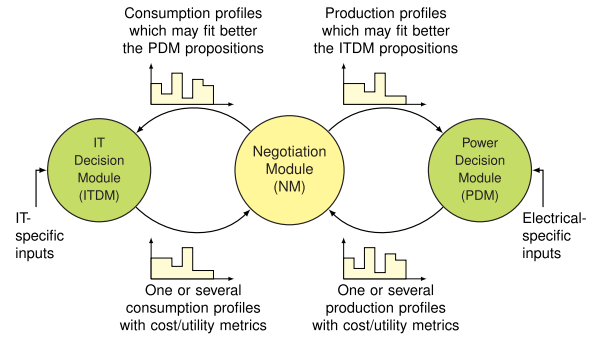 Consumption profiles
which may fit better
the PDM propositions
Production profiles
which may fit better
the ITDM propositions
IT
Decision
Module
(ITDM)
Negotiation
Module
(NM)
Power
Decision
Module
(PDM)
IT-
specific
inputs
Electrical-
specific
inputs
One or several
consumption profiles
with cost/utility metrics
One or several
production profiles
with cost/utility metrics